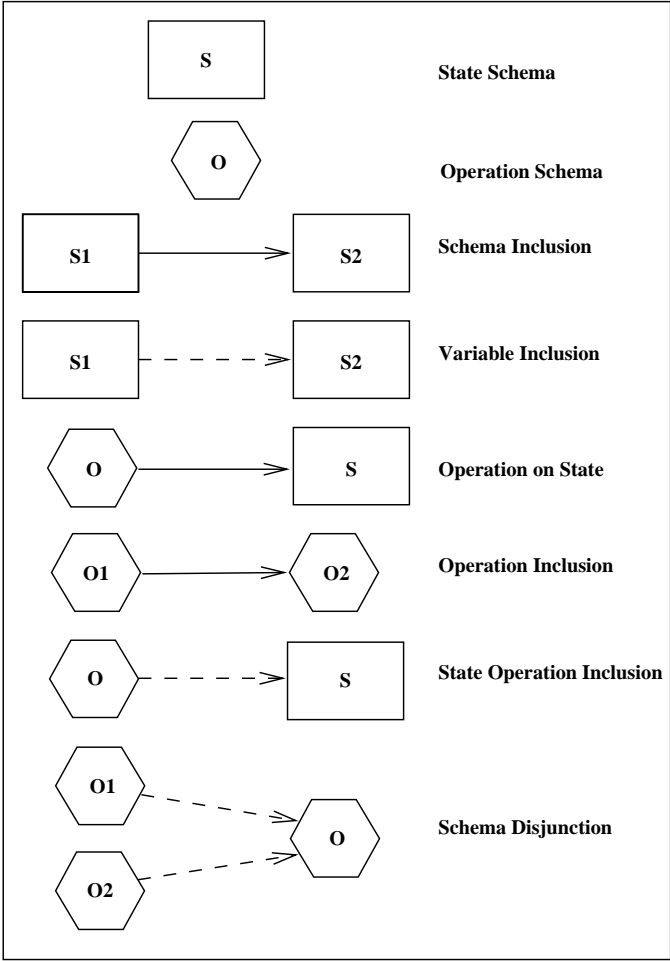 S State Schema
O Operation Schema
S1 S2 Schema Inclusion
S1 S2 Variable Inclusion
O S Operation on State
O1 O2 Operation Inclusion
O S State Operation Inclusion
O1
O Schema Disjunction
O2